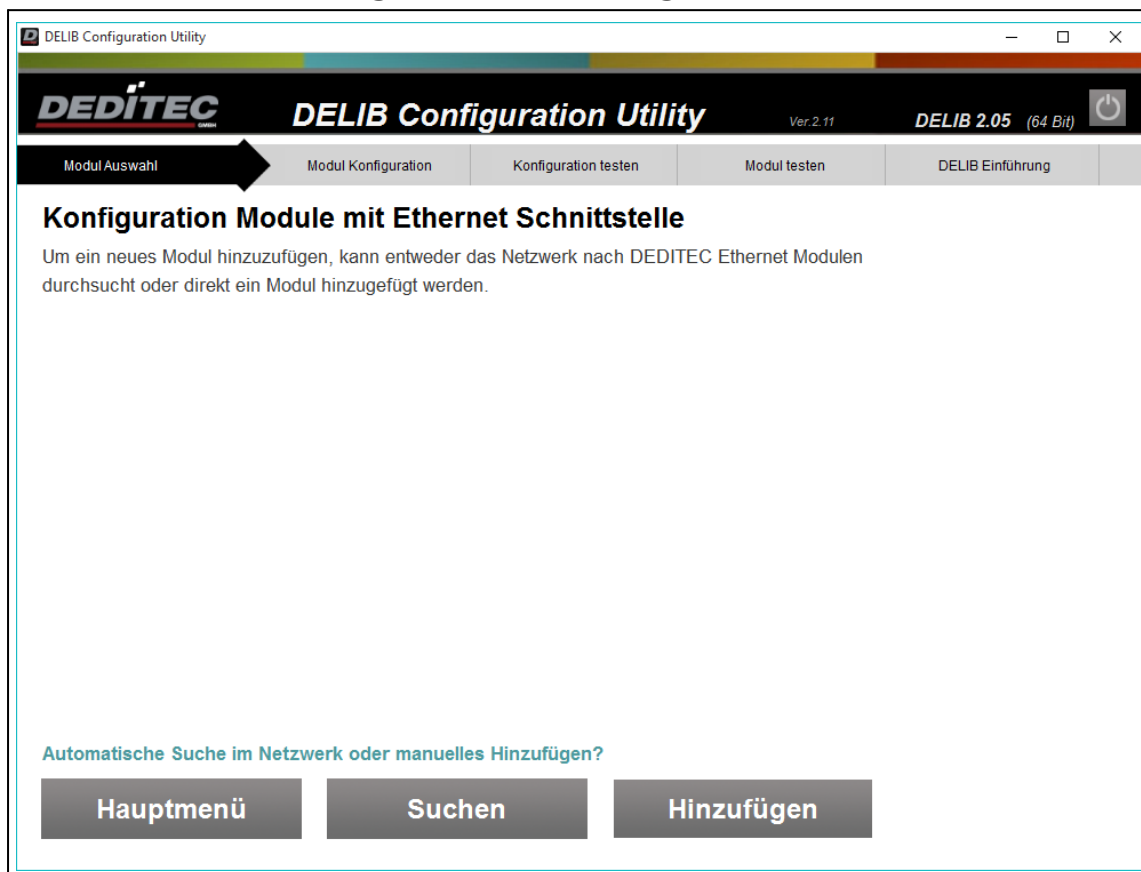 DELIB Configuration Utility
DEDITEC
GMBH
DELIB Configuration Utility
Ver.2.11
DELIB 2.05 (64 Bit)
Modul Auswahl
Modul Konfiguration
Konfiguration testen
Modul testen
DELIB Einführung
Konfiguration Module mit Ethernet Schnittstelle
Um ein neues Modul hinzuzufügen, kann entweder das Netzwerk nach DEDITEC Ethernet Modulen
durchsucht oder direkt ein Modul hinzugefügt werden.
Automatische Suche im Netzwerk oder manuelles Hinzufügen?
Hauptmenü
Suchen
Hinzufügen